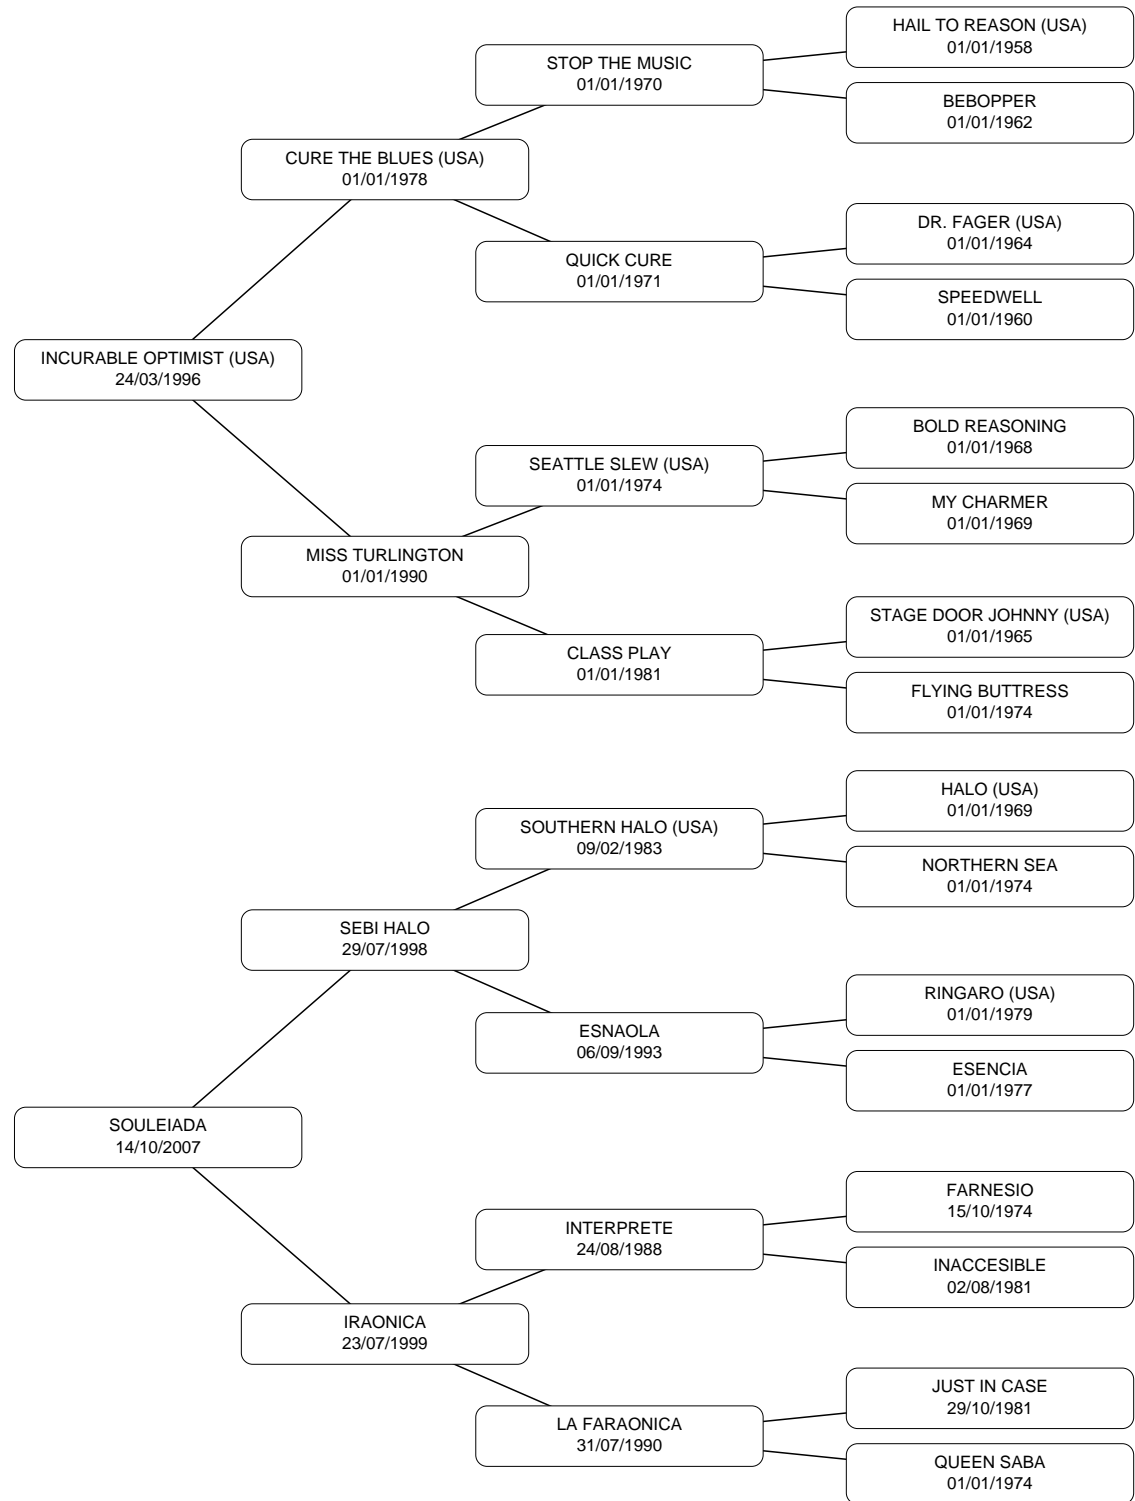 HAIL TO REASON (USA)
01/01/1958
STOP THE MUSIC
01/01/1970
BEBOPPER
01/01/1962
CURE THE BLUES (USA)
01/01/1978
DR. FAGER (USA)
01/01/1964
QUICK CURE
01/01/1971
SPEEDWELL
01/01/1960
INCURABLE OPTIMIST (USA)
24/03/1996
BOLD REASONING
01/01/1968
SEATTLE SLEW (USA)
01/01/1974
MY CHARMER
01/01/1969
MISS TURLINGTON
01/01/1990
STAGE DOOR JOHNNY (USA)
01/01/1965
CLASS PLAY
01/01/1981
FLYING BUTTRESS
01/01/1974
HALO (USA)
01/01/1969
SOUTHERN HALO (USA)
09/02/1983
NORTHERN SEA
01/01/1974
SEBI HALO
29/07/1998
RINGARO (USA)
01/01/1979
ESNAOLA
06/09/1993
ESENCIA
01/01/1977
SOULEIADA
14/10/2007
FARNESIO
15/10/1974
INTERPRETE
24/08/1988
INACCESIBLE
02/08/1981
IRAONICA
23/07/1999
JUST IN CASE
29/10/1981
LA FARAONICA
31/07/1990
QUEEN SABA
01/01/1974